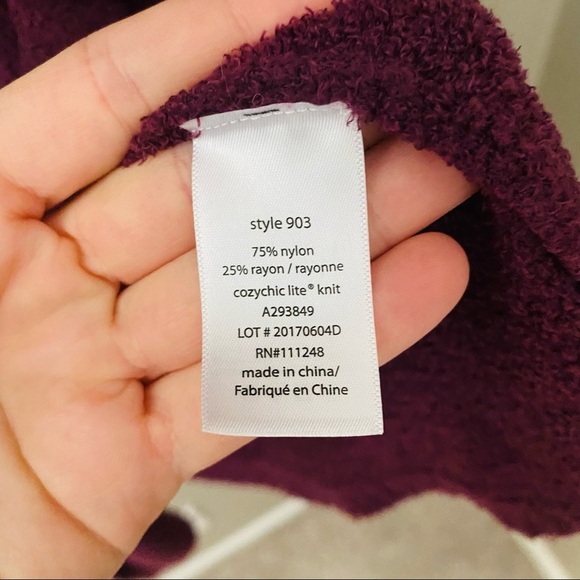 style 903
75% nylon
25% rayon / rayonne
cozychic lite® knit
A293849
LOT # 20170604D
RN#111248
made in china/
Fabriqué en Chine